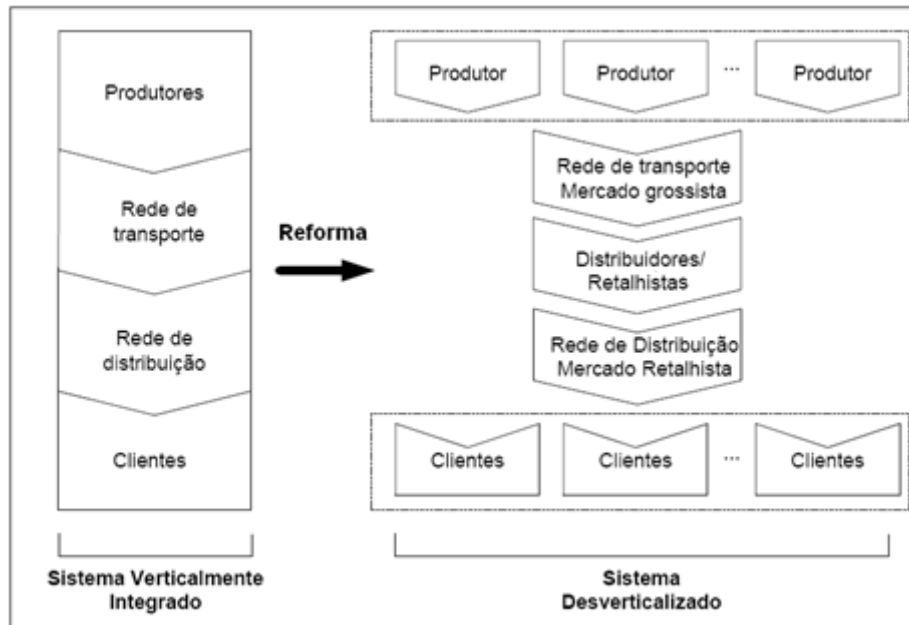 Produtores
Rede de
transporte
Rede de
distribuição
Clientes
Sistema Verticalmente
Integrado
Reforma
Produtor
Produtor
...
Produtor
Rede de transporte
Mercado grossista
Distribuidores/
Retalhistas
Rede de Distribuição
Mercado Retalhista
Clientes
Clientes
...
Clientes
Sistema
Desverticalizado